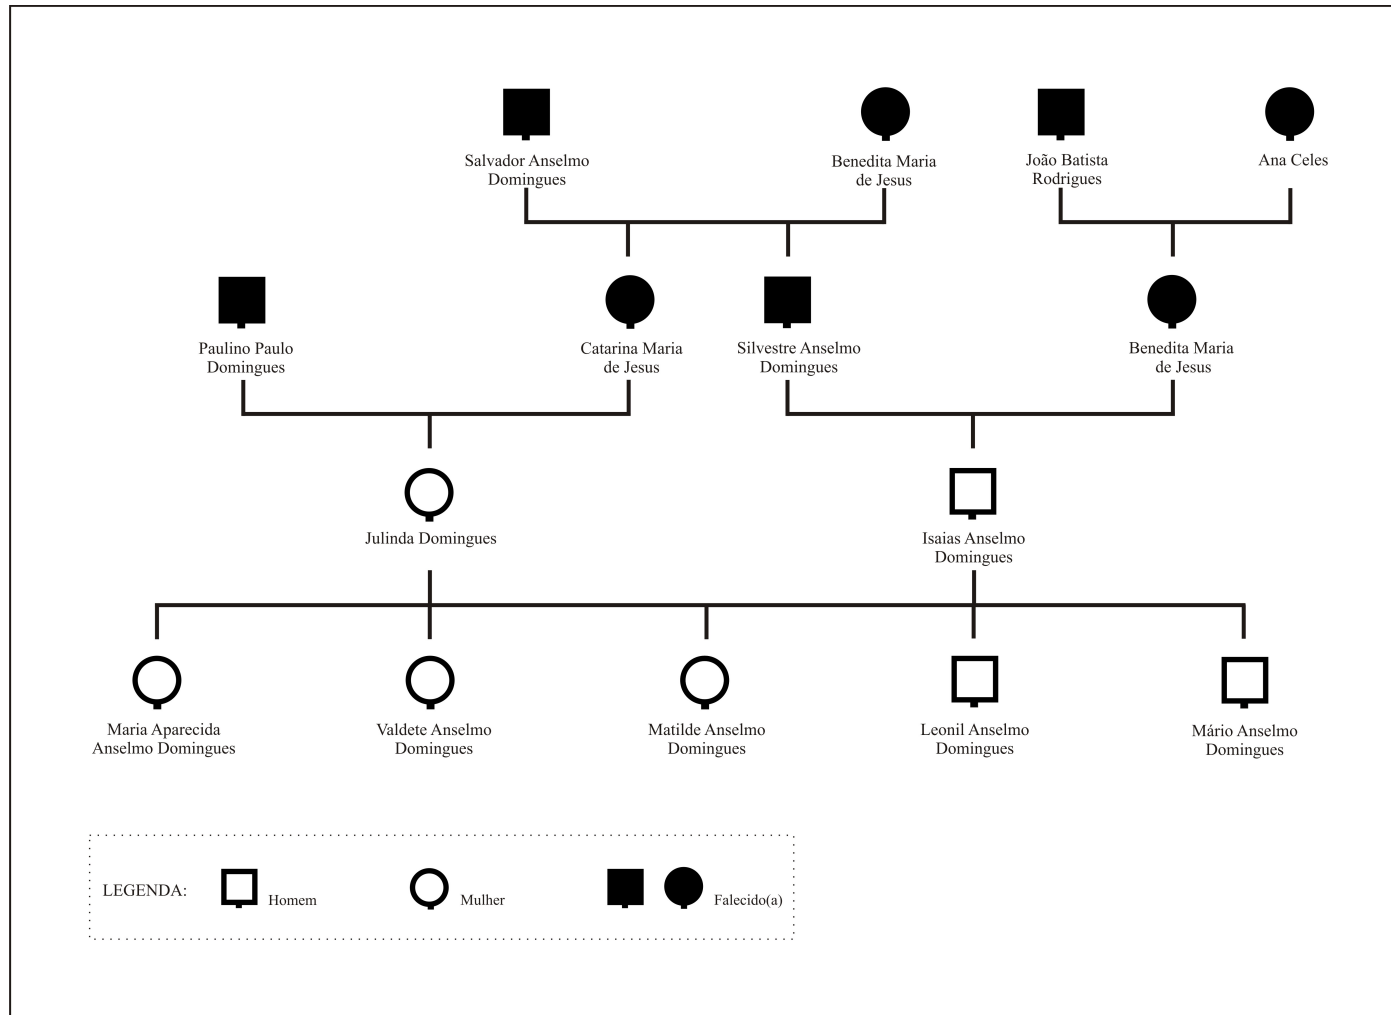 Salvador Anselmo
Domingues
Benedita Maria
de Jesus
João Batista
Rodrigues
Ana Celes
Paulino Paulo
Domingues
Catarina Maria
de Jesus
Silvestre Anselmo
Domingues
Benedita Maria
de Jesus
Julinda Domingues
Isaias Anselmo
Domingues
Maria Aparecida
Anselmo Domingues
Valdete Anselmo
Domingues
Matilde Anselmo
Domingues
Leonil Anselmo
Domingues
Mário Anselmo
Domingues
LEGENDA:
Homem
Mulher
Falecido(a)